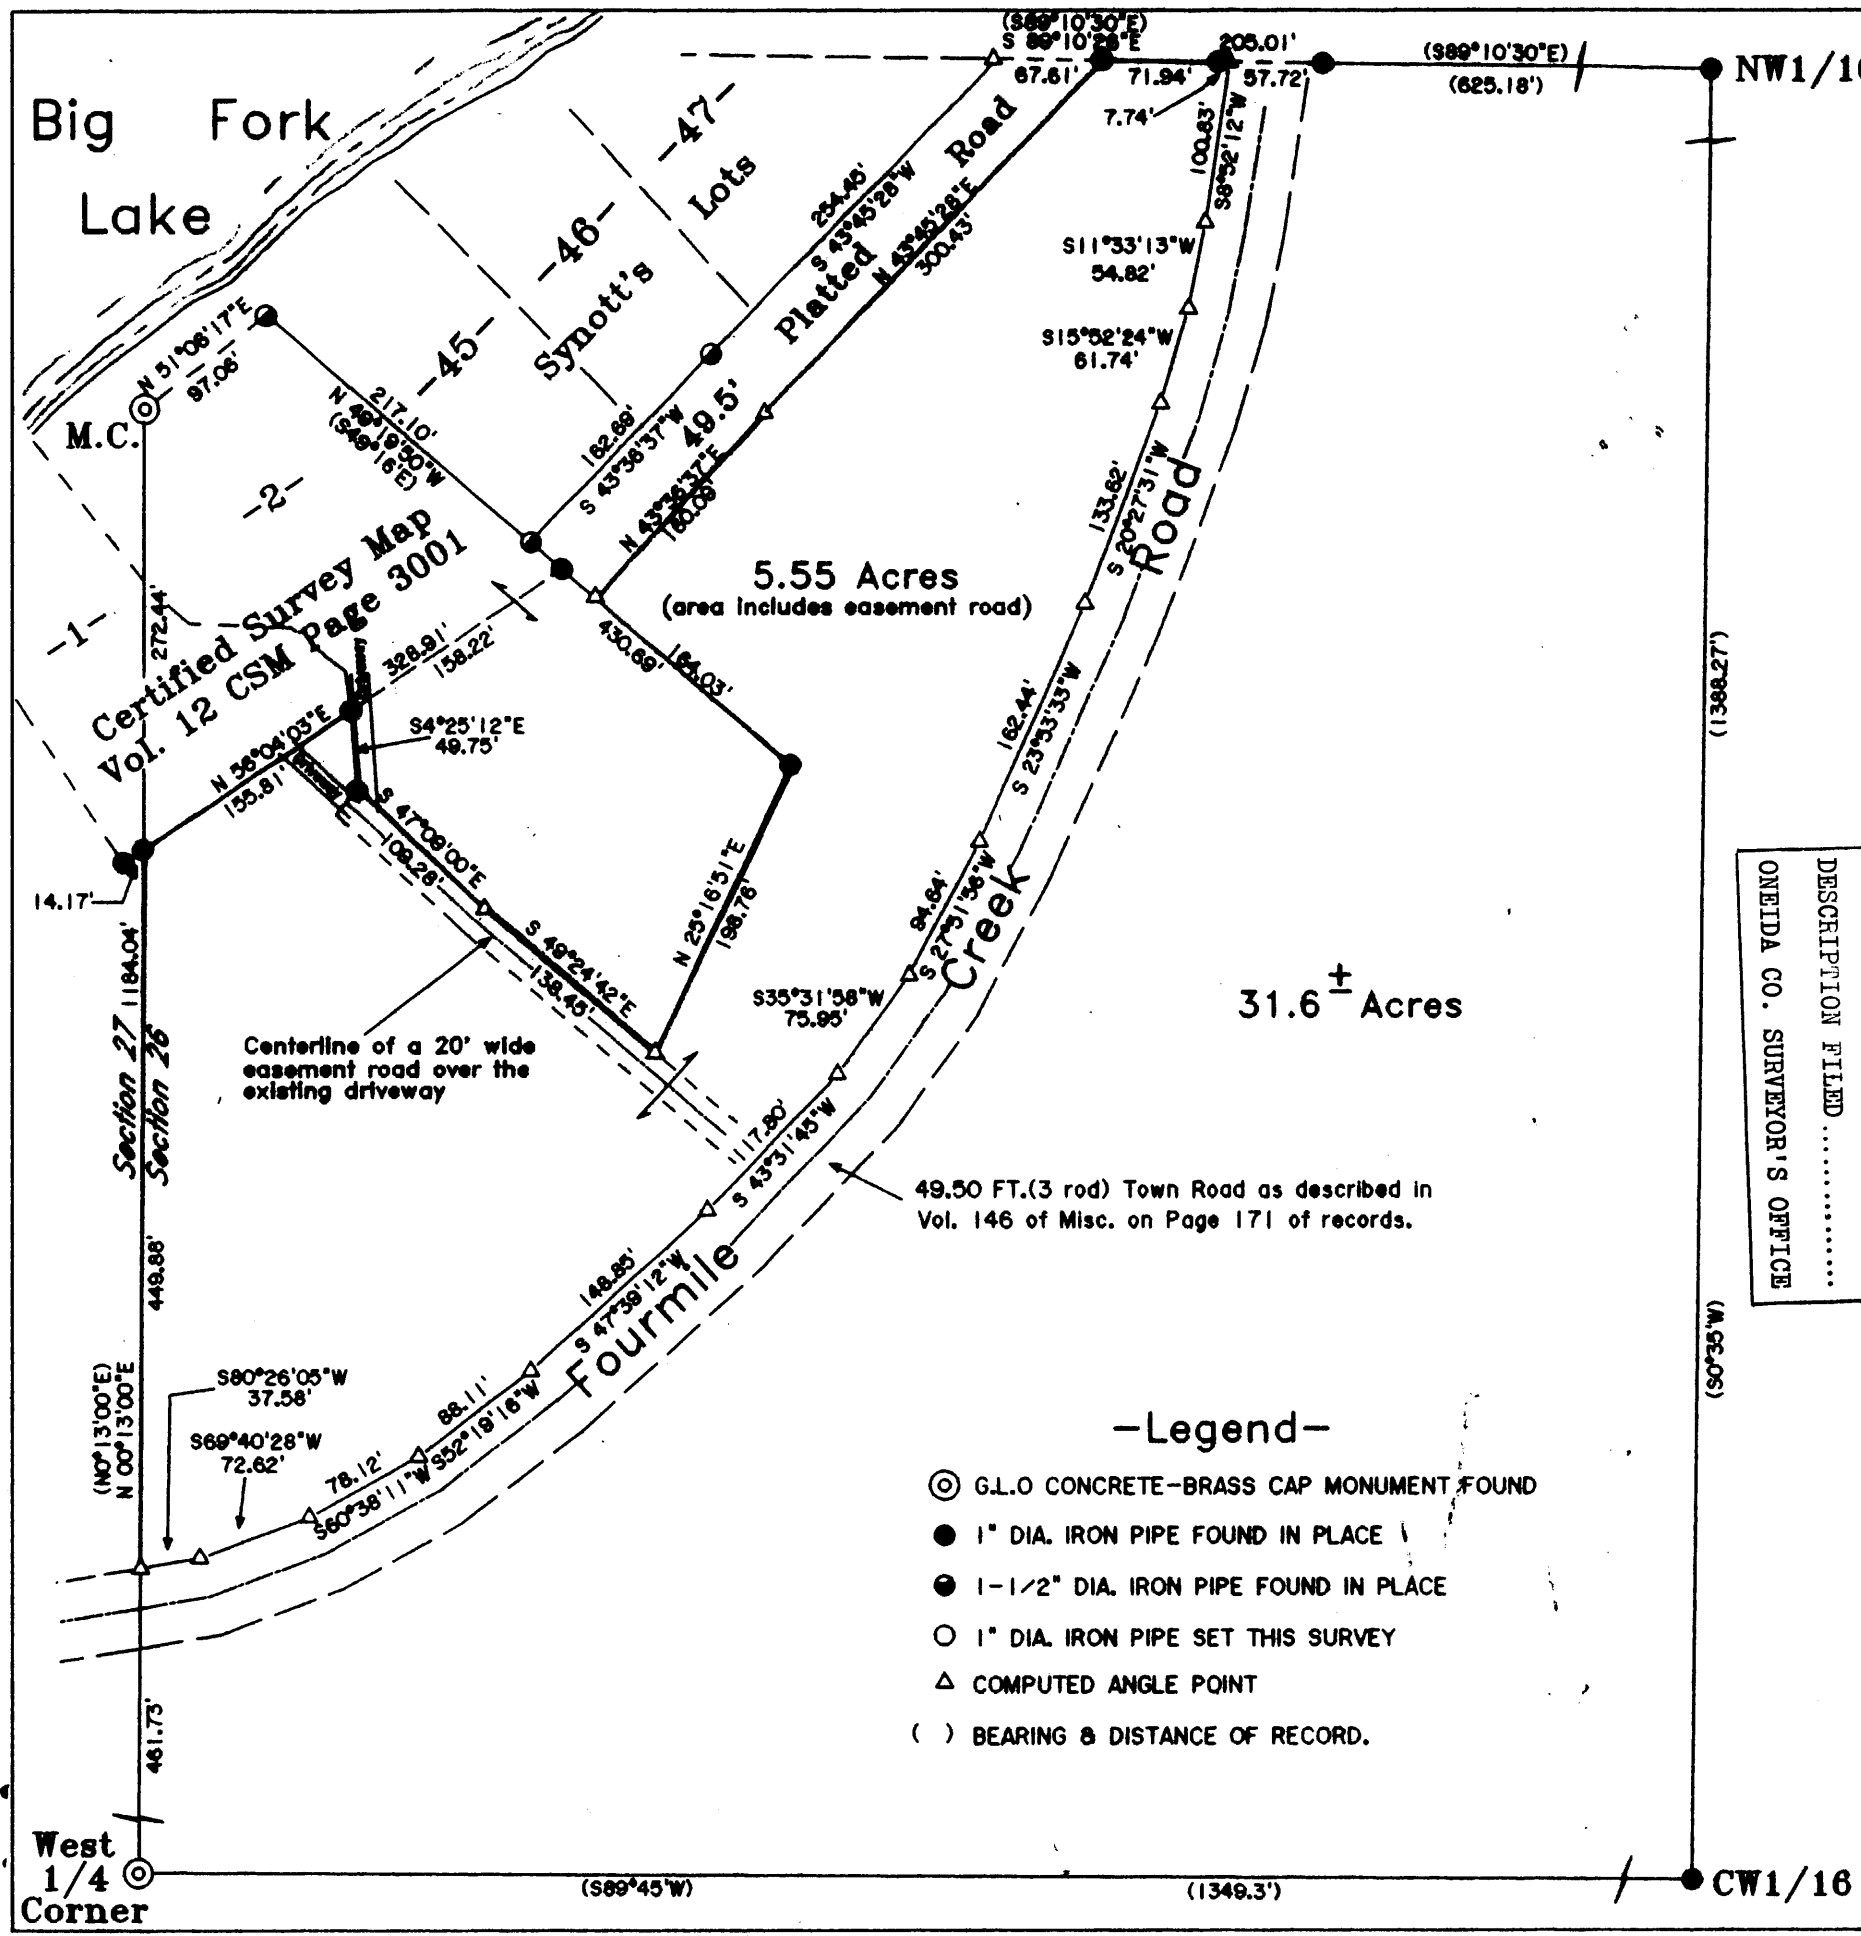 (S89°10'30"E)
S 89°10'26"E
205.01'
(S89°10'30"E)
(625.18')
67.61'
71.94'
57.72'
7.74'
Big Fork
Lake
-47-
-46-
-45-
Synott's Lots
Platted Road
254.45'
S 43°45'28"W
N 43°45'28"E
300.43'
100.83'
S8°52'12"W
S11°33'13"W
54.82'
S15°52'24"W
61.74'
N 51°06'17"E
97.06'
M.C.
217.10'
N 49°19'50"W
(S49°16'E)
162.69'
S 43°36'37"W
49.5'
N 43°36'37"E
160.09'
133.62'
S 20°27'31"W
-2-
-1-
Certified Survey Map
Vol. 12 CSM Page 3001
272.44'
328.91'
158.22'
5.55 Acres
(area includes easement road)
430.69'
164.03'
162.44'
S 23°53'33"W
(1388.27')
N 56°04'03"E
155.81'
S4°25'12"E
49.75'
S 47°09'00"E
109.28'
14.17'
N 25°16'51"E
198.76'
94.64'
S 27°51'56"W
S 49°24'42"E
138.45'
S35°31'58"W
75.95'
31.6± Acres
Centerline of a 20' wide
easement road over the
existing driveway
Section 27
Section 26
1184.04'
117.80'
S 43°31'45"W
49.50 FT.(3 rod) Town Road as described in
Vol. 146 of Misc. on Page 171 of records.
Fourmile Creek Road
148.85'
S 47°39'12"W
449.88'
(N0°13'00"E)
N 00°13'00"E
S80°26'05"W
37.58'
S69°40'28"W
72.62'
88.11'
S52°19'16"W
78.12'
S60°38'11"W
(S0°35'W)
DESCRIPTION FILED..............
ONEIDA CO. SURVEYOR'S OFFICE
-Legend-
G.L.O CONCRETE-BRASS CAP MONUMENT FOUND
1" DIA. IRON PIPE FOUND IN PLACE
1-1/2" DIA. IRON PIPE FOUND IN PLACE
1" DIA. IRON PIPE SET THIS SURVEY
COMPUTED ANGLE POINT
( ) BEARING & DISTANCE OF RECORD.
461.73'
West
1/4
Corner
(S89°45'W)
(1349.3')
CW1/16